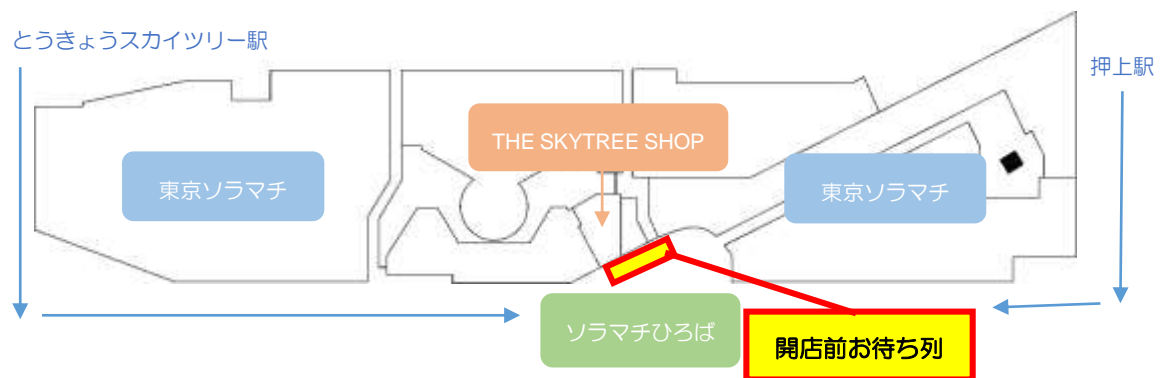 とうきょうスカイツリー駅
押上駅
THE SKYTREE SHOP
東京ソラマチ
東京ソラマチ
ソラマチひろば
開店前お待ち列